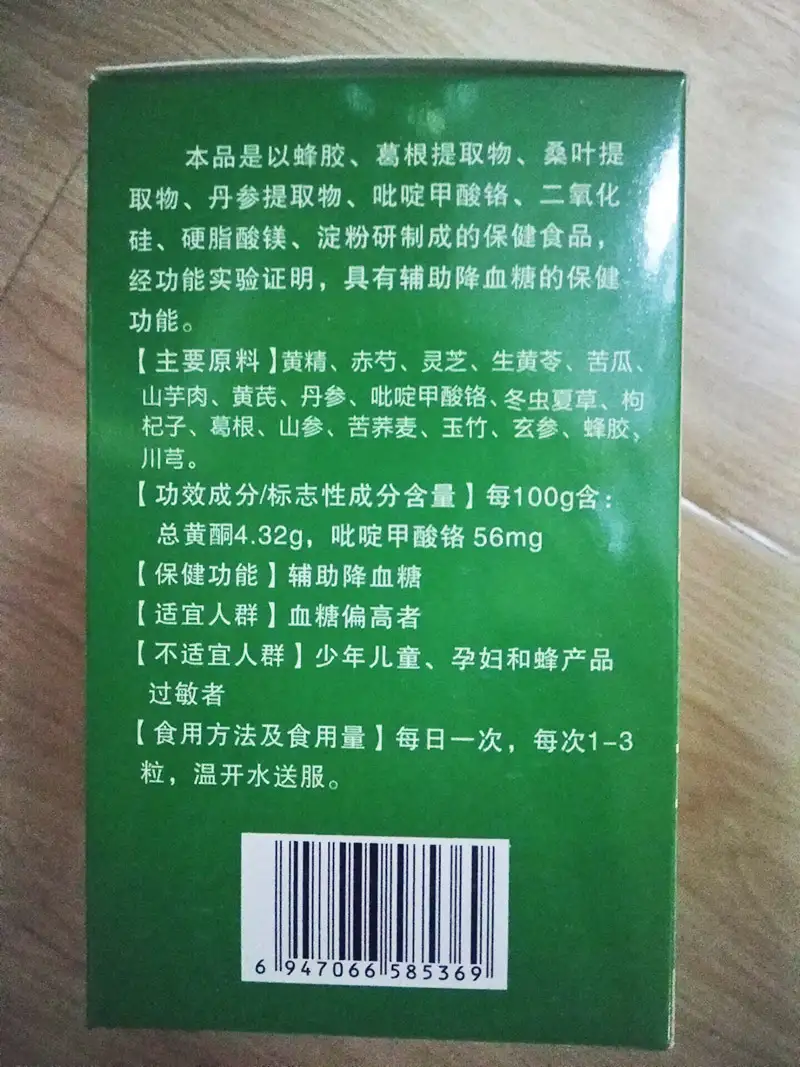 本品是以蜂胶、葛根提取物、桑叶提
取物、丹参提取物、吡啶甲酸铬、二氧化
硅、硬脂酸镁、淀粉研制成的保健食品，
经功能实验证明，具有辅助降血糖的保健
功能。
【主要原料】黄精、赤芍、灵芝、生黄芩、苦瓜、
山芋肉、黄芪、丹参、吡啶甲酸铬、冬虫夏草、枸
杞子、葛根、山参、苦荞麦、玉竹、玄参、蜂胶，
川芎。
【功效成分/标志性成分含量】每100g含：
总黄酮4.32g，吡啶甲酸铬 56mg
【保健功能】辅助降血糖
【适宜人群】血糖偏高者
【不适宜人群】少年儿童、孕妇和蜂产品
过敏者
【食用方法及食用量】每日一次，每次1-3
粒，温开水送服。
6 947066 585369